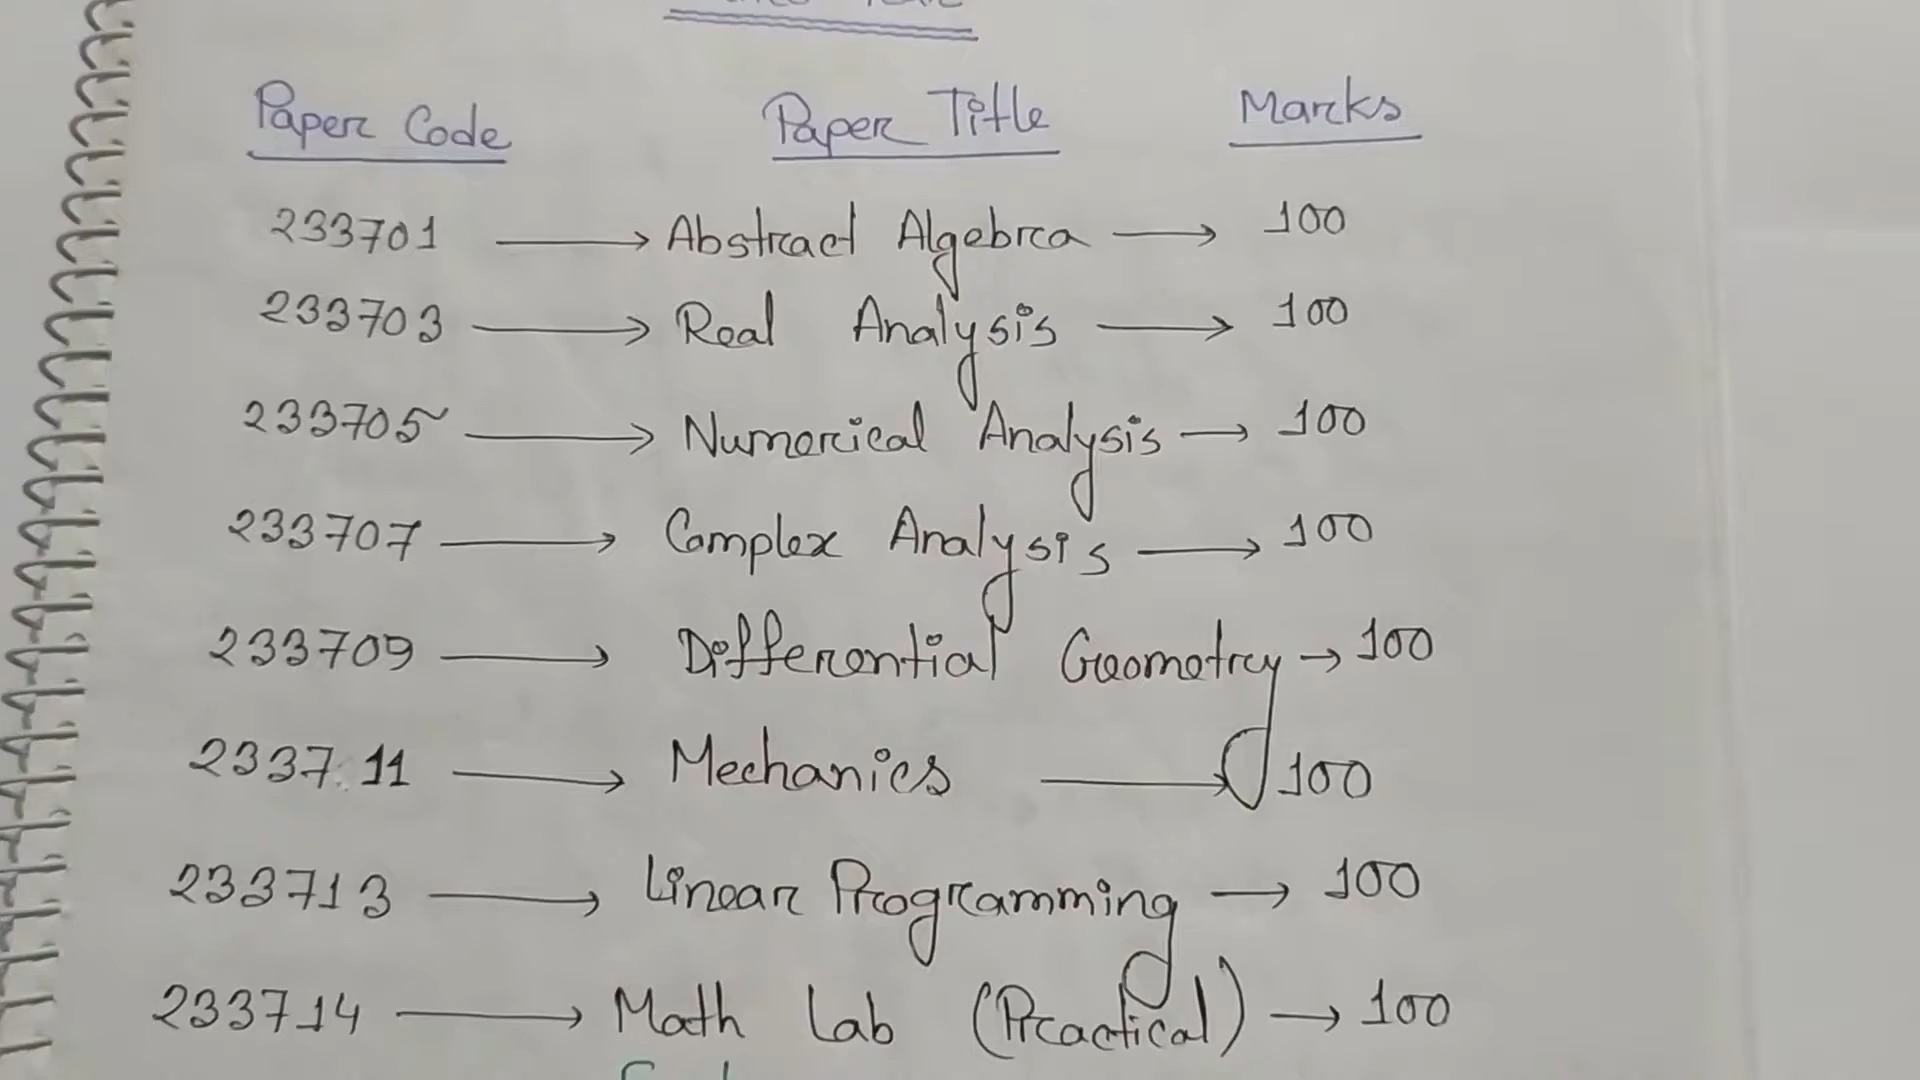 Paper Code Paper Title Marks
233701 → Abstract Algebra → 100
233703 → Real Analysis → 100
233705 → Numerical Analysis → 100
233707 → Complex Analysis → 100
233709 → Differential Geometry → 100
233711 → Mechanics → 100
233713 → Linear Programming → 100
233714 → Math Lab (Practical) → 100